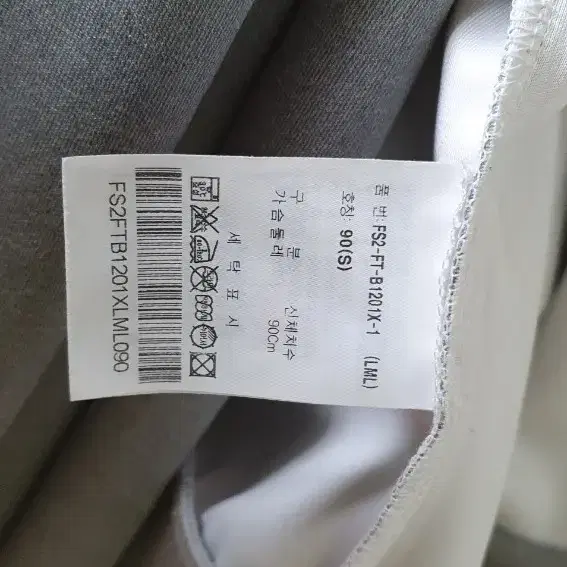 품 번: FS2-FT-B1201X-1 (LML)
호칭: 90(S)
구 분 신체치수
가슴둘레 90Cm
세 탁 표 시
FS2FTB1201XLML090